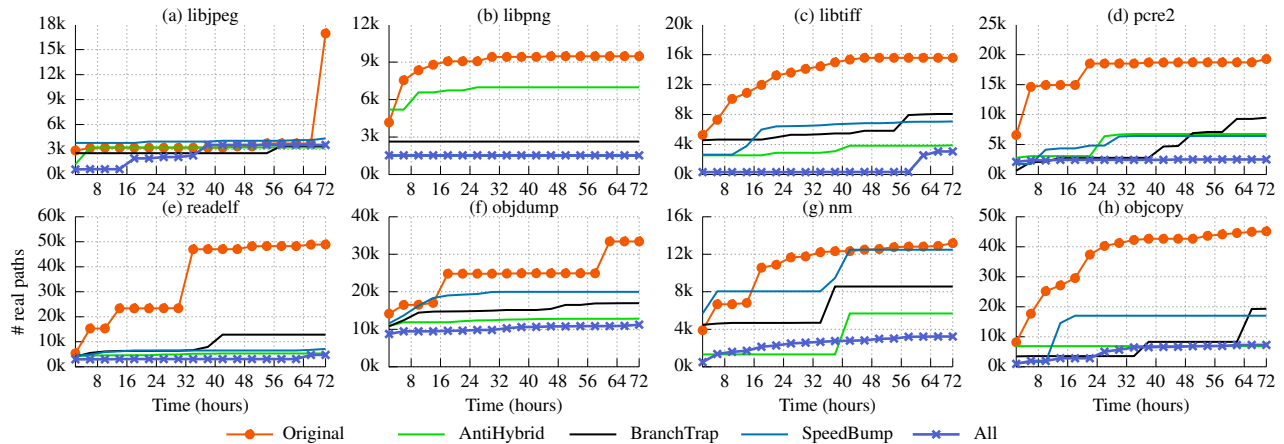 (a) libjpeg
18k
15k
12k
9k
6k
3k
0k
8 16 24 32 40 48 56 64 72
(b) libpng
12k
9k
6k
3k
0k
8 16 24 32 40 48 56 64 72
(c) libtiff
20k
16k
12k
8k
4k
0k
8 16 24 32 40 48 56 64 72
(d) pcre2
25k
20k
15k
10k
5k
0k
8 16 24 32 40 48 56 64 72
# real paths
(e) readelf
60k
50k
40k
30k
20k
10k
0k
8 16 24 32 40 48 56 64 72
Time (hours)
(f) objdump
40k
30k
20k
10k
0k
8 16 24 32 40 48 56 64 72
Time (hours)
(g) nm
16k
12k
8k
4k
0k
8 16 24 32 40 48 56 64 72
Time (hours)
(h) objcopy
50k
40k
30k
20k
10k
0k
8 16 24 32 40 48 56 64 72
Time (hours)
Original AntiHybrid BranchTrap SpeedBump All